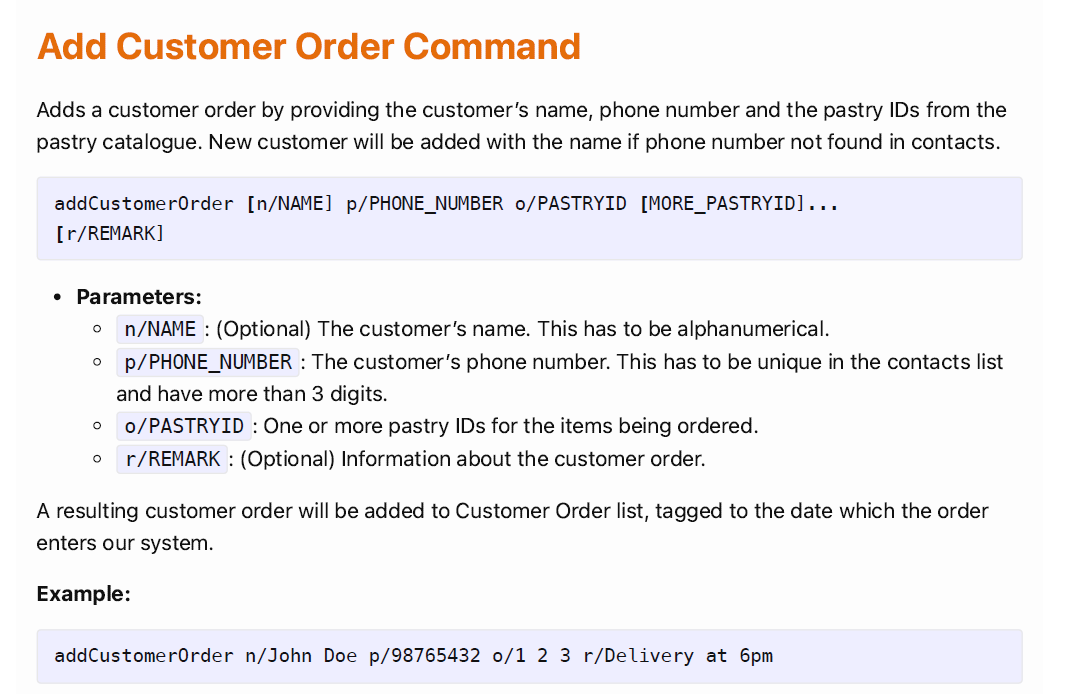 Add Customer Order Command
Adds a customer order by providing the customer’s name, phone number and the pastry IDs from the
pastry catalogue. New customer will be added with the name if phone number not found in contacts.
addCustomerOrder [n/NAME] p/PHONE_NUMBER o/PASTRYID [MORE_PASTRYID]...
[r/REMARK]
• Parameters:
◦ n/NAME : (Optional) The customer’s name. This has to be alphanumerical.
◦ p/PHONE_NUMBER : The customer’s phone number. This has to be unique in the contacts list
and have more than 3 digits.
◦ o/PASTRYID : One or more pastry IDs for the items being ordered.
◦ r/REMARK : (Optional) Information about the customer order.
A resulting customer order will be added to Customer Order list, tagged to the date which the order
enters our system.
Example:
addCustomerOrder n/John Doe p/98765432 o/1 2 3 r/Delivery at 6pm